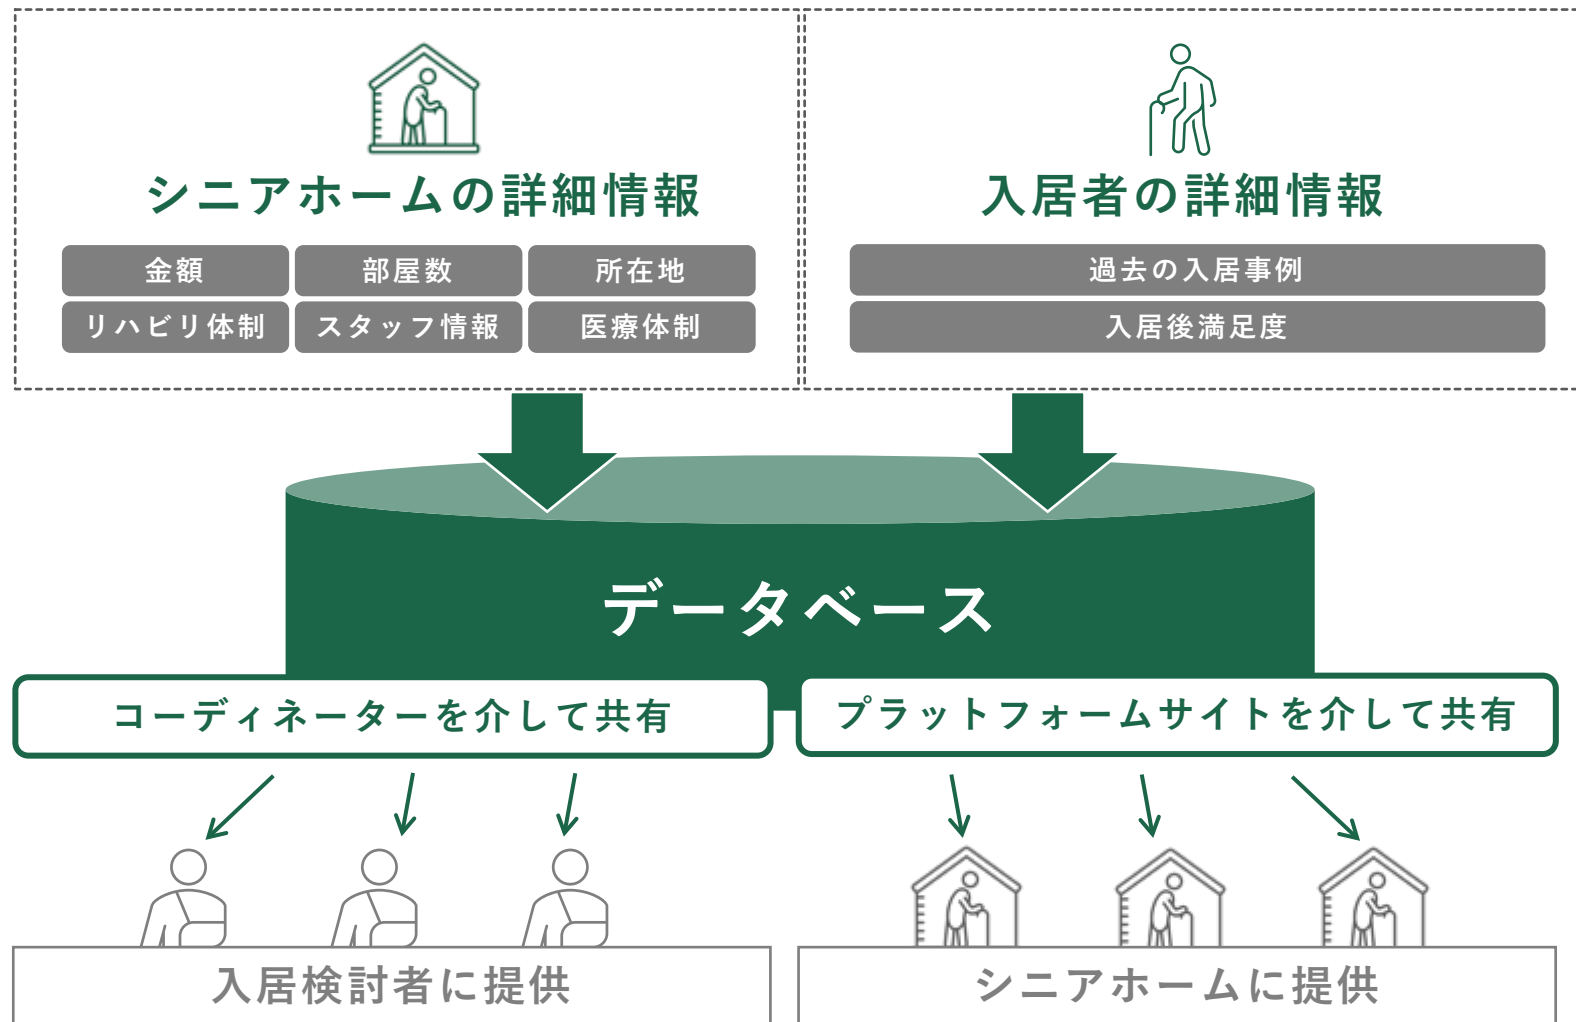 シニアホームの詳細情報
金額
部屋数
所在地
リハビリ体制
スタッフ情報
医療体制
入居者の詳細情報
過去の入居事例
入居後満足度
データベース
コーディネーターを介して共有
プラットフォームサイトを介して共有
入居検討者に提供
シニアホームに提供